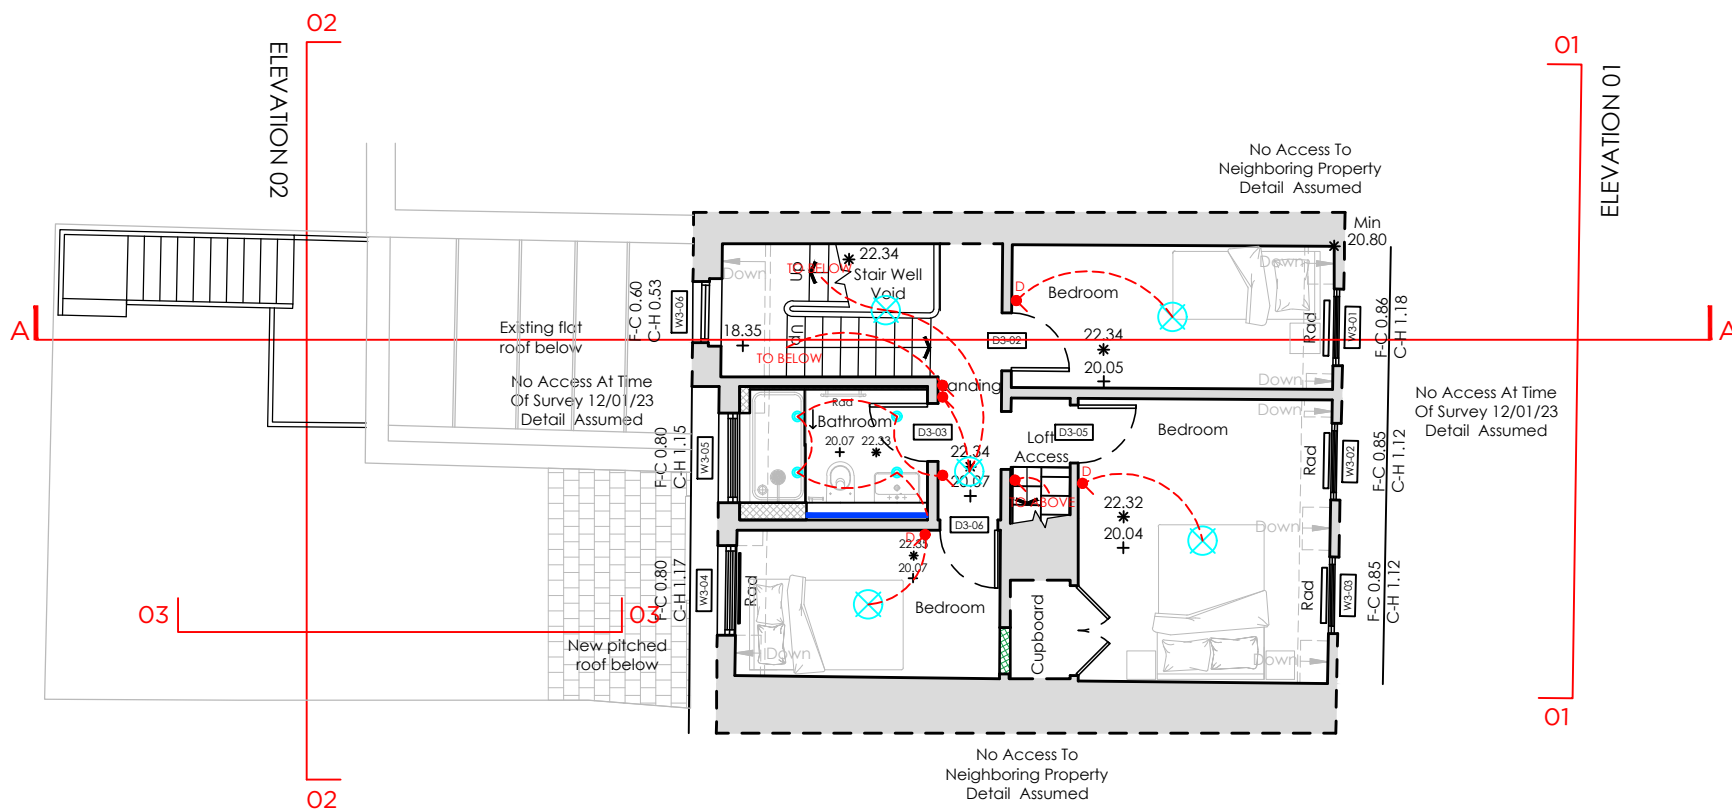 02
ELEVATION 02
01
ELEVATION 01
No Access To
Neighboring Property
Detail Assumed
Min
20.80
A
A
Existing flat
roof below
No Access At Time
Of Survey 12/01/23
Detail Assumed
F-C 0.60
C-H 0.53
W3-06
Down
18.35
UP
TO BELOW
22.34
Stair Well
Void
UP
TO BELOW
D
Bedroom
22.34
20.05
D3-02
Down
Rad
W3-01
F-C 0.86
C-H 1.18
Down
Landing
Rad
Bathroom
20.07
22.33
D3-03
22.34
20.07
Loft
Access
D3-05
TO ABOVE
D
Bedroom
Down
22.32
20.04
Rad
W3-02
F-C 0.85
C-H 1.12
No Access At Time
Of Survey 12/01/23
Detail Assumed
F-C 0.80
C-H 1.15
W3-05
D3-06
D
20.07
Bedroom
Rad
Down
W3-04
F-C 0.80
C-H 1.17
Cupboard
Down
Rad
Down
W3-03
F-C 0.85
C-H 1.12
03
03
New pitched
roof below
01
02
No Access To
Neighboring Property
Detail Assumed